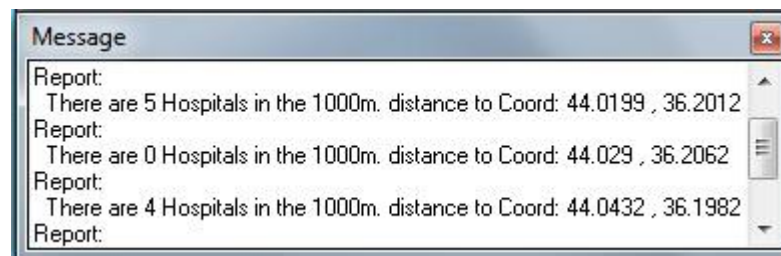 Message
Report:
There are 5 Hospitals in the 1000m. distance to Coord: 44.0199 , 36.2012
Report:
There are 0 Hospitals in the 1000m. distance to Coord: 44.029 , 36.2062
Report:
There are 4 Hospitals in the 1000m. distance to Coord: 44.0432 , 36.1982
Report: